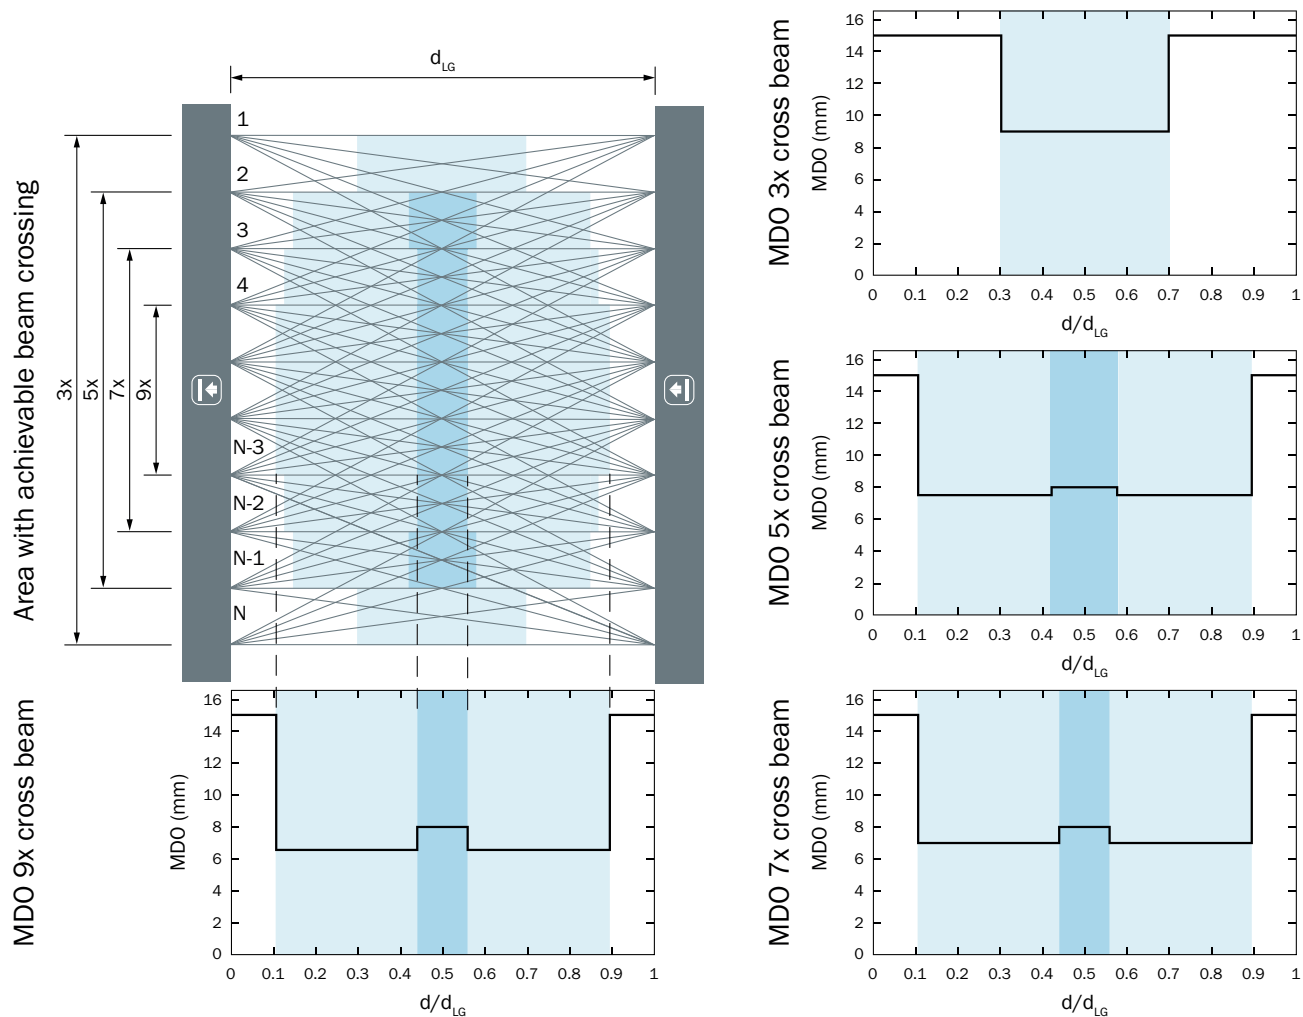 Area with achievable beam crossing
3x
5x
7x
9x
d_LG
1
2
3
4
N-3
N-2
N-1
N
MDO 3x cross beam
MDO (mm)
16
14
12
10
8
6
4
2
0
0 0.1 0.2 0.3 0.4 0.5 0.6 0.7 0.8 0.9 1
d/d_LG
MDO 5x cross beam
MDO (mm)
16
14
12
10
8
6
4
2
0
0 0.1 0.2 0.3 0.4 0.5 0.6 0.7 0.8 0.9 1
d/d_LG
MDO 9x cross beam
MDO (mm)
16
14
12
10
8
6
4
2
0
0 0.1 0.2 0.3 0.4 0.5 0.6 0.7 0.8 0.9 1
d/d_LG
MDO 7x cross beam
MDO (mm)
16
14
12
10
8
6
4
2
0
0 0.1 0.2 0.3 0.4 0.5 0.6 0.7 0.8 0.9 1
d/d_LG